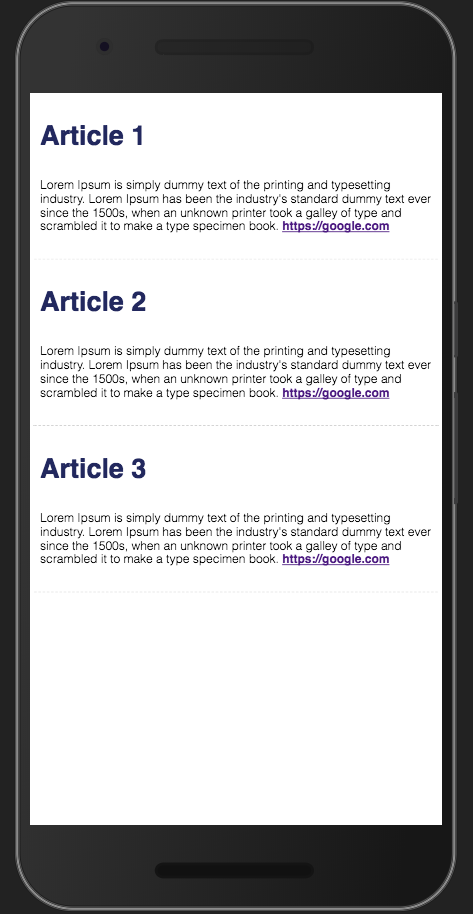 Article 1
Lorem Ipsum is simply dummy text of the printing and typesetting
industry. Lorem Ipsum has been the industry's standard dummy text ever
since the 1500s, when an unknown printer took a galley of type and
scrambled it to make a type specimen book. https://google.com
Article 2
Lorem Ipsum is simply dummy text of the printing and typesetting
industry. Lorem Ipsum has been the industry's standard dummy text ever
since the 1500s, when an unknown printer took a galley of type and
scrambled it to make a type specimen book. https://google.com
Article 3
Lorem Ipsum is simply dummy text of the printing and typesetting
industry. Lorem Ipsum has been the industry's standard dummy text ever
since the 1500s, when an unknown printer took a galley of type and
scrambled it to make a type specimen book. https://google.com